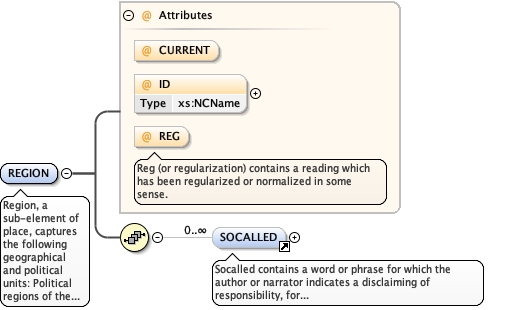 @ Attributes
@ CURRENT
@ ID
Type xs:NCName
@ REG
Reg (or regularization) contains a reading which
has been regularized or normalized in some
sense.
REGION
Region, a
sub-element of
place, captures
the following
geographical
and political
units: Political
regions of the...
0..∞
SOCALLED
Socalled contains a word or phrase for which the
author or narrator indicates a disclaiming of
responsibility, for...